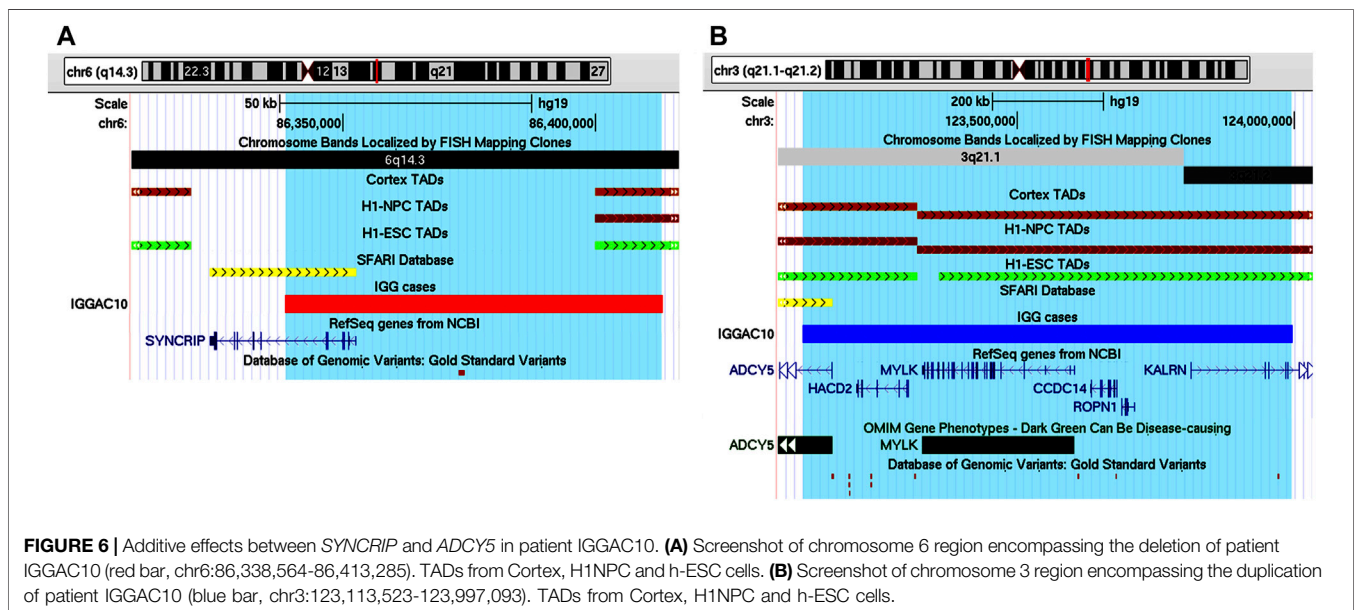 A
chr6 (q14.3)
22.3
12
13
q21
27
Scale
50 kb
hg19
chr6:
86,350,000
86,400,000
Chromosome Bands Localized by FISH Mapping Clones
6q14.3
Cortex TADs
H1-NPC TADs
H1-ESC TADs
SFARI Database
IGG cases
IGGAC10
RefSeq genes from NCBI
SYNCRIP
Database of Genomic Variants: Gold Standard Variants
B
chr3 (q21.1-q21.2)
Scale
200 kb
hg19
chr3:
123,500,000
124,000,000
Chromosome Bands Localized by FISH Mapping Clones
3q21.1
Cortex TADs
H1-NPC TADs
H1-ESC TADs
SFARI Database
IGG cases
IGGAC10
RefSeq genes from NCBI
ADCY5
MYLK
KALRN
HACD2
CCDC14
ROPN1
OMIM Gene Phenotypes - Dark Green Can Be Disease-causing
ADCY5
MYLK
Database of Genomic Variants: Gold Standard Variants
FIGURE 6 | Additive effects between SYNCRIP and ADCY5 in patient IGGAC10. (A) Screenshot of chromosome 6 region encompassing the deletion of patient
IGGAC10 (red bar, chr6:86,338,564-86,413,285). TADs from Cortex, H1NPC and h-ESC cells. (B) Screenshot of chromosome 3 region encompassing the duplication
of patient IGGAC10 (blue bar, chr3:123,113,523-123,997,093). TADs from Cortex, H1NPC and h-ESC cells.